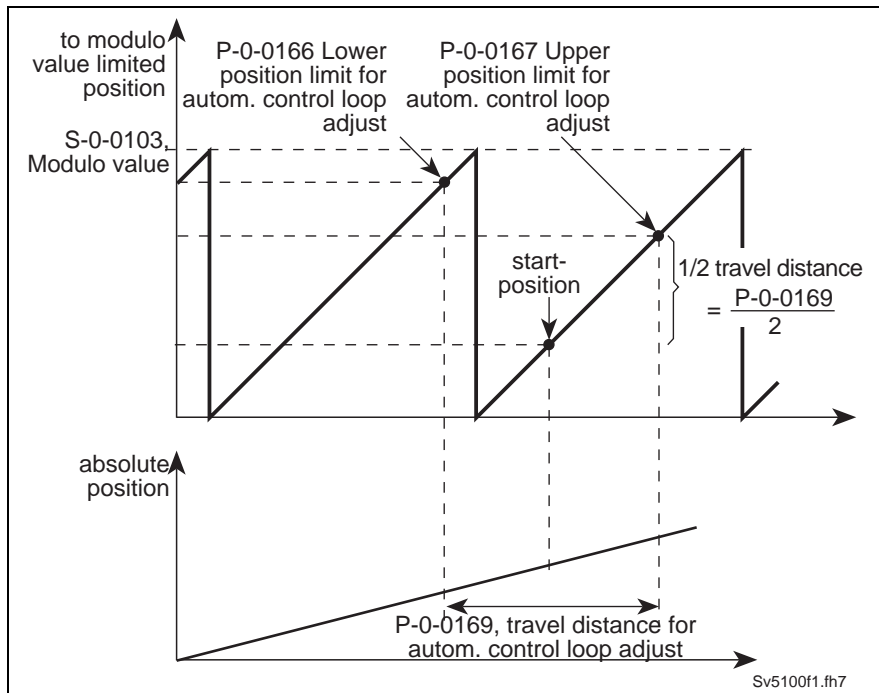 to modulo
value limited
position
P-0-0166 Lower
position limit for
autom. control loop
adjust
P-0-0167 Upper
position limit for
autom. control loop
adjust
S-0-0103,
Modulo value
start-
position
1/2 travel distance
= P-0-0169
2
absolute
position
P-0-0169, travel distance for
autom. control loop adjust
Sv5100f1.fh7